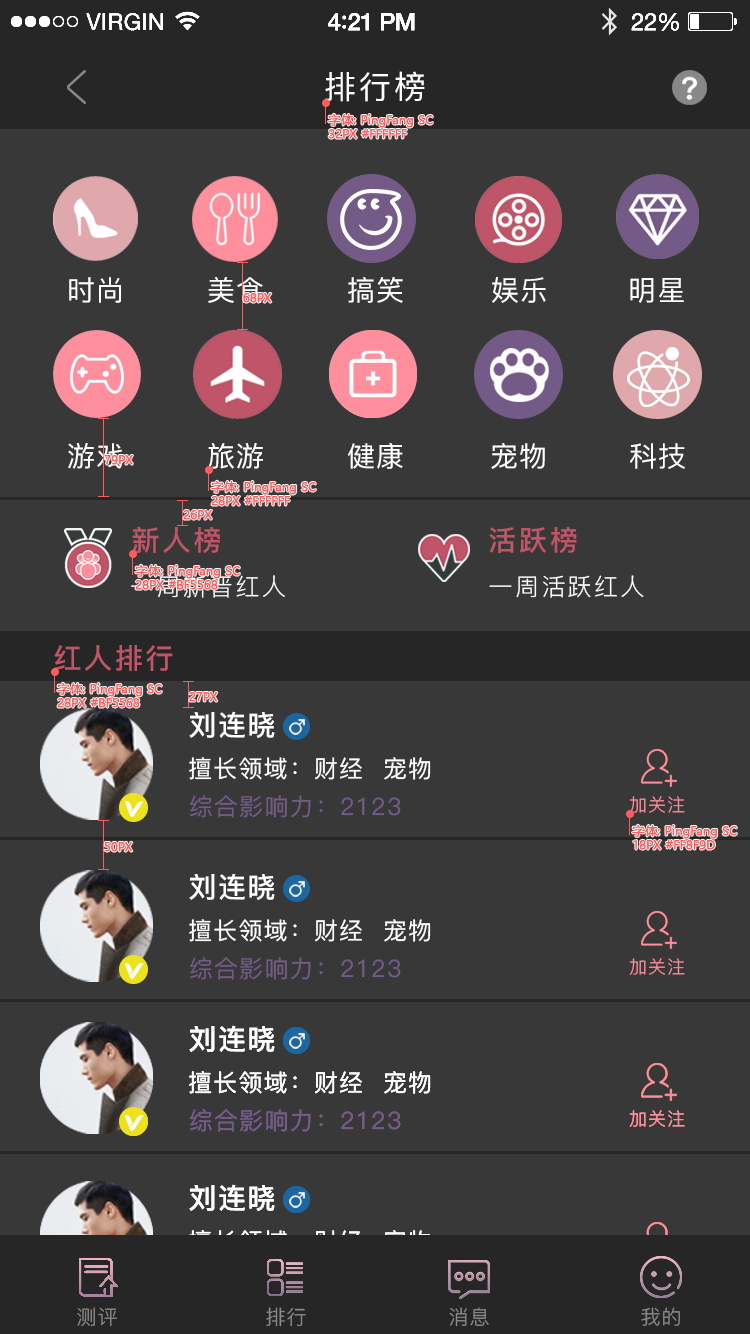 VIRGIN 4:21 PM 22%
排行榜 ?
字体: PingFang SC
32PX #FFFFFF
时尚 美食 搞笑 娱乐 明星
68PX
游戏 旅游 健康 宠物 科技
79PX
字体: PingFang SC
28PX #FFFFFF
26PX
新人榜 活跃榜
字体: PingFang SC
28PX #BF5568
新晋红人 一周活跃红人
红人排行
字体: PingFang SC
28PX #BF5568
27PX
刘连晓
擅长领域：财经 宠物
综合影响力：2123
加关注
字体: PingFang SC
18PX #FF8F9D
50PX
刘连晓
擅长领域：财经 宠物
综合影响力：2123
加关注
刘连晓
擅长领域：财经 宠物
综合影响力：2123
加关注
刘连晓
擅长领域：财经 宠物
测评 排行 消息 我的